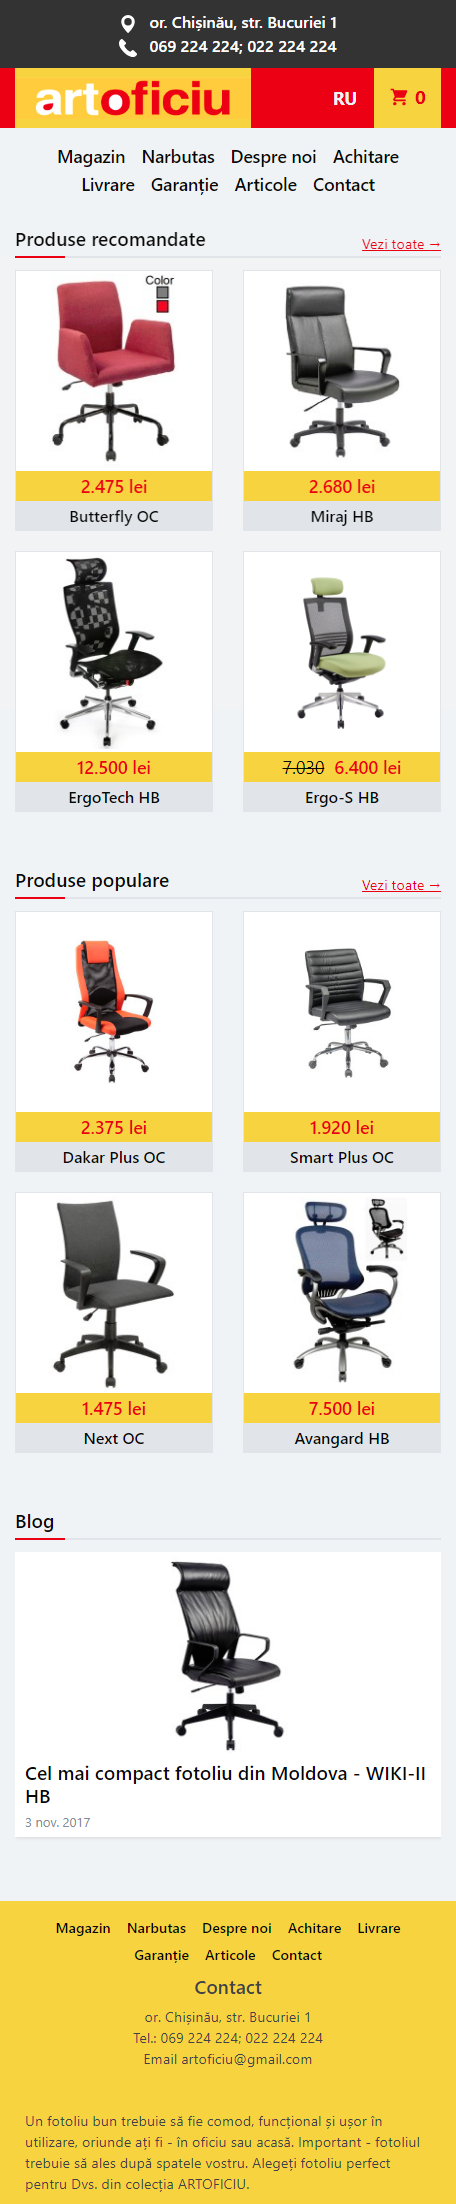 or. Chișinău, str. Bucuriei 1
069 224 224; 022 224 224
artoficiu
RU
0
Magazin Narbutas Despre noi Achitare
Livrare Garanție Articole Contact
Produse recomandate
Vezi toate →
Color
2.475 lei
Butterfly OC
2.680 lei
Miraj HB
12.500 lei
ErgoTech HB
7.030 6.400 lei
Ergo-S HB
Produse populare
Vezi toate →
2.375 lei
Dakar Plus OC
1.920 lei
Smart Plus OC
1.475 lei
Next OC
7.500 lei
Avangard HB
Blog
Cel mai compact fotoliu din Moldova - WIKI-II
HB
3 nov. 2017
Magazin Narbutas Despre noi Achitare Livrare
Garanție Articole Contact
Contact
or. Chișinău, str. Bucuriei 1
Tel.: 069 224 224; 022 224 224
Email artoficiu@gmail.com
Un fotoliu bun trebuie să fie comod, funcțional și ușor în
utilizare, oriunde ați fi - în oficiu sau acasă. Important - fotoliul
trebuie să ales după spatele vostru. Alegeți fotoliu perfect
pentru Dvs. din colecția ARTOFICIU.